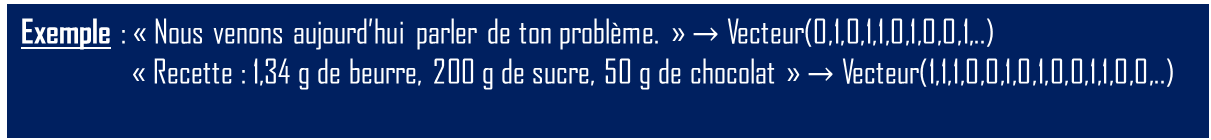 Exemple : « Nous venons aujourd'hui parler de ton problème. » → Vecteur(0,1,0,1,1,0,1,0,0,1,..)
« Recette : 1,34 g de beurre, 200 g de sucre, 50 g de chocolat » → Vecteur(1,1,1,0,0,1,0,1,0,0,1,1,0,0,..)